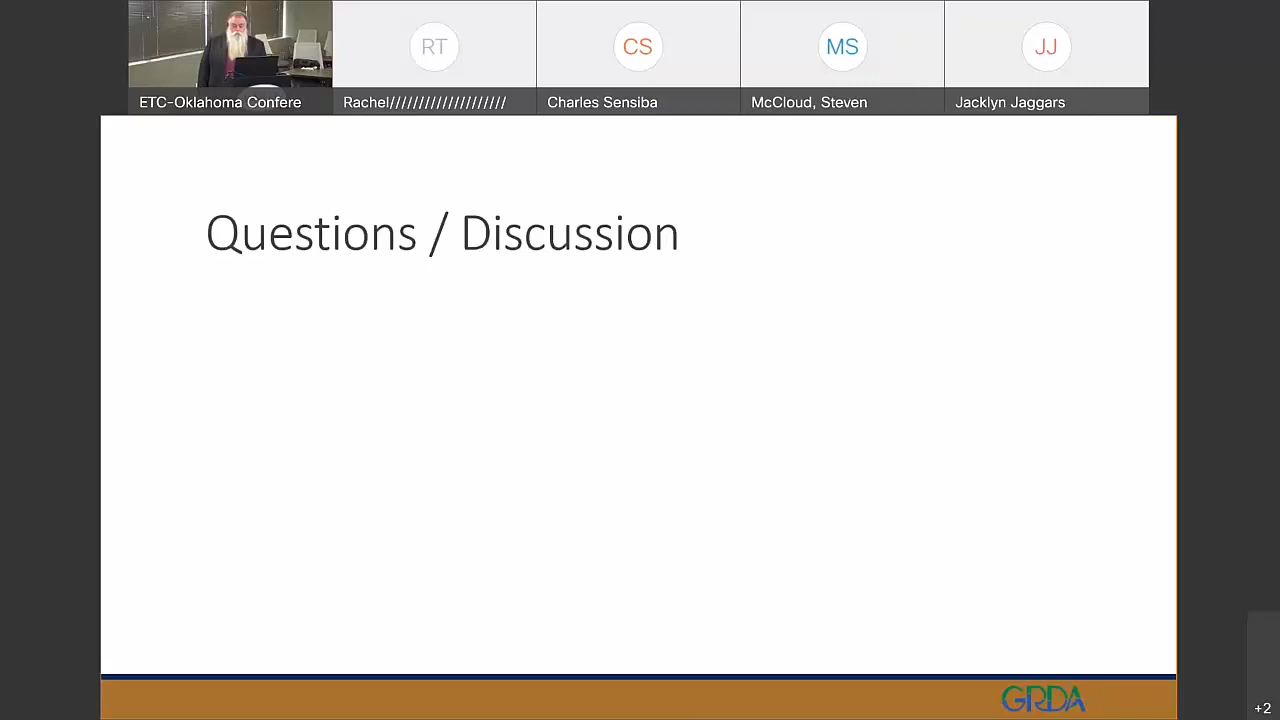 RT
CS
MS
JJ
ETC-Oklahoma Confere
Rachel////////////////////
Charles Sensiba
McCloud, Steven
Jacklyn Jaggars
Questions / Discussion
GRDA
+2